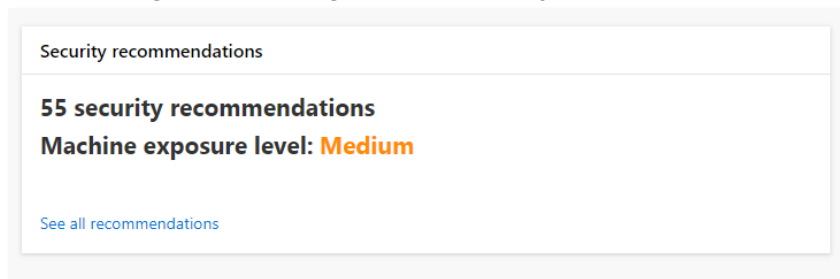 Security recommendations
55 security recommendations
Machine exposure level: Medium
See all recommendations